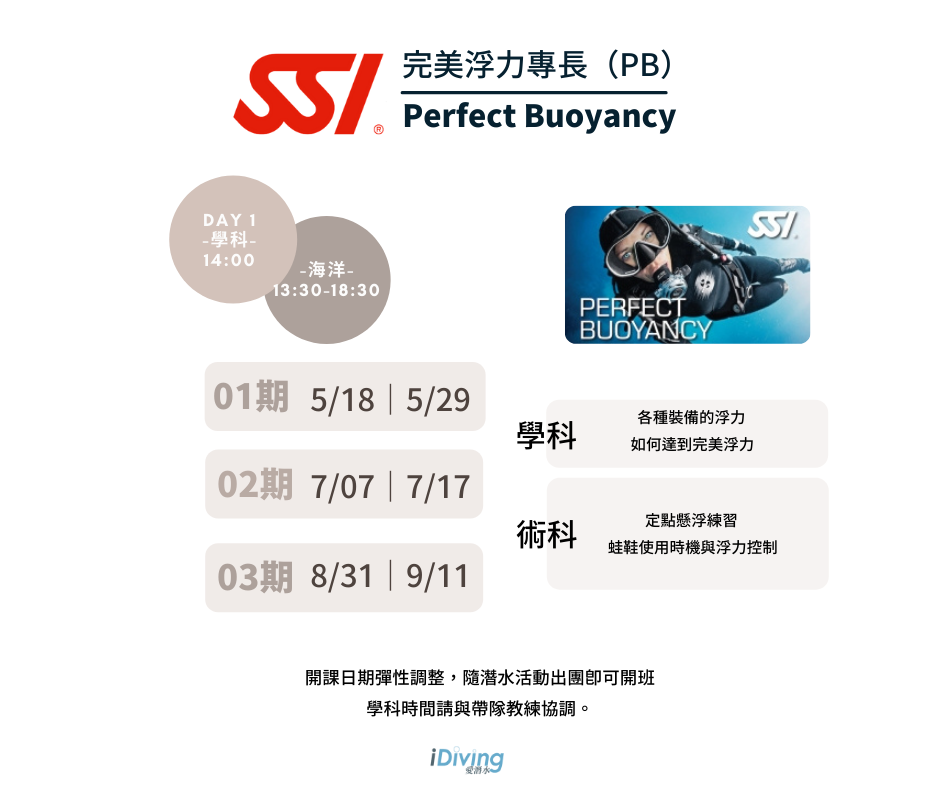 SSI®
完美浮力專長（PB）
Perfect Buoyancy
DAY 1
-學科-
14:00
-海洋-
13:30-18:30
SSI
PERFECT
BUOYANCY
01期 5/18｜5/29
02期 7/07｜7/17
03期 8/31｜9/11
學科
各種裝備的浮力
如何達到完美浮力
術科
定點懸浮練習
蛙鞋使用時機與浮力控制
開課日期彈性調整，隨潛水活動出團即可開班
學科時間請與帶隊教練協調。
iDiving
愛潛水